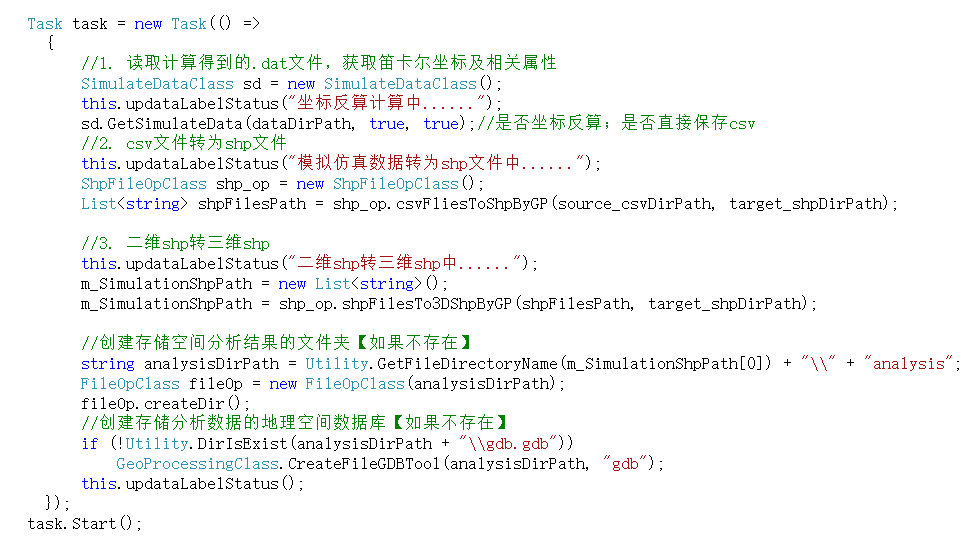 Task task = new Task(() =>
{
//1. 读取计算得到的.dat文件，获取笛卡尔坐标及相关属性
SimulateDataClass sd = new SimulateDataClass();
this.updataLabelStatus("坐标反算计算中......");
sd.GetSimulateData(dataDirPath, true, true);//是否坐标反算；是否直接保存csv
//2. csv文件转为shp文件
this.updataLabelStatus("模拟仿真数据转为shp文件中......");
ShpFileOpClass shp_op = new ShpFileOpClass();
List<string> shpFilesPath = shp_op.csvFliesToShpByGP(source_csvDirPath, target_shpDirPath);
//3. 二维shp转三维shp
this.updataLabelStatus("二维shp转三维shp中......");
m_SimulationShpPath = new List<string>();
m_SimulationShpPath = shp_op.shpFilesTo3DShpByGP(shpFilesPath, target_shpDirPath);
//创建存储空间分析结果的文件夹【如果不存在】
string analysisDirPath = Utility.GetFileDirectoryName(m_SimulationShpPath[0]) + "\\" + "analysis";
FileOpClass fileOp = new FileOpClass(analysisDirPath);
fileOp.createDir();
//创建存储分析数据的地理空间数据库【如果不存在】
if (!Utility.DirIsExist(analysisDirPath + "\\gdb.gdb"))
GeoProcessingClass.CreateFileGDBTool(analysisDirPath, "gdb");
this.updataLabelStatus();
});
task.Start();